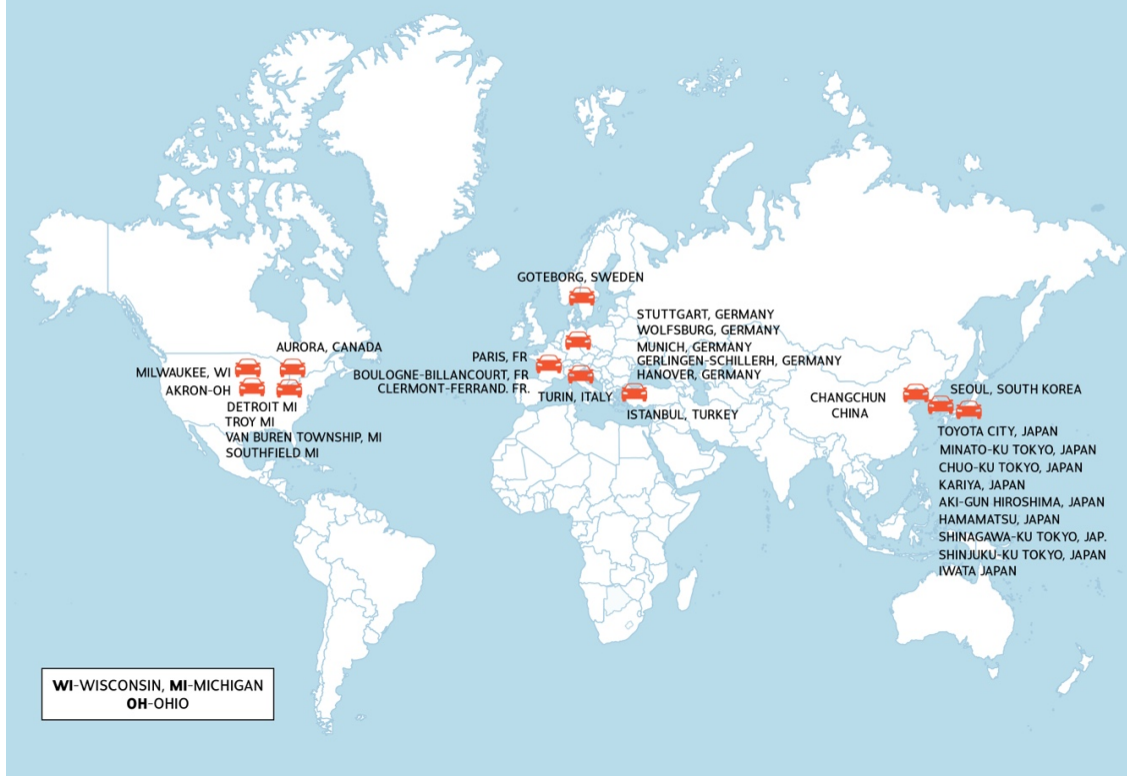 GOTEBORG, SWEDEN
STUTTGART, GERMANY
WOLFSBURG, GERMANY
MUNICH, GERMANY
GERLINGEN-SCHILLERH, GERMANY
HANOVER, GERMANY
AURORA, CANADA
MILWAUKEE, WI
AKRON-OH
DETROIT MI
TROY MI
VAN BUREN TOWNSHIP, MI
SOUTHFIELD MI
PARIS, FR
BOULOGNE-BILLANCOURT, FR
CLERMONT-FERRAND. FR.
TURIN, ITALY
ISTANBUL, TURKEY
CHANGCHUN
CHINA
SEOUL, SOUTH KOREA
TOYOTA CITY, JAPAN
MINATO-KU TOKYO, JAPAN
CHUO-KU TOKYO, JAPAN
KARIYA, JAPAN
AKI-GUN HIROSHIMA, JAPAN
HAMAMATSU, JAPAN
SHINAGAWA-KU TOKYO, JAP.
SHINJUKU-KU TOKYO, JAPAN
IWATA JAPAN
WI-WISCONSIN, MI-MICHIGAN
OH-OHIO